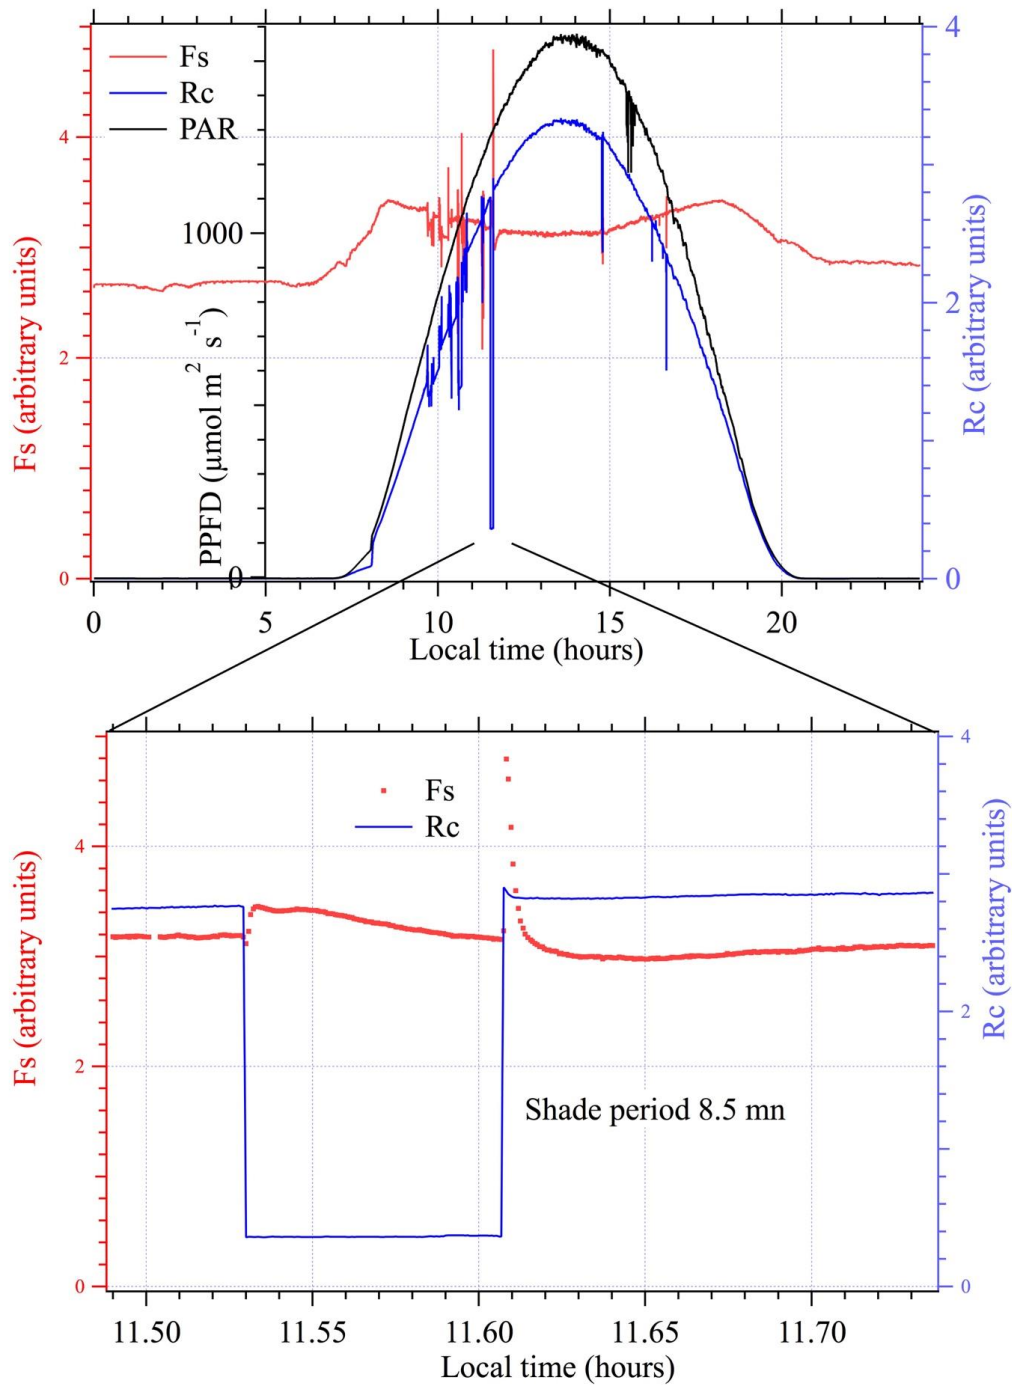 Fs
Rc
PAR
4
2
0
Fs (arbitrary units)
1000
0
PPFD (μmol m² s⁻¹)
4
2
0
Rc (arbitrary units)
0 5 10 15 20
Local time (hours)
Fs
Rc
4
2
0
Fs (arbitrary units)
4
2
0
Rc (arbitrary units)
Shade period 8.5 mn
11.50 11.55 11.60 11.65 11.70
Local time (hours)